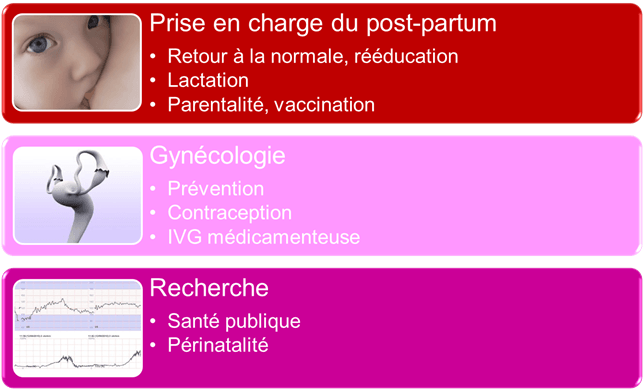 Prise en charge du post-partum
• Retour à la normale, rééducation
• Lactation
• Parentalité, vaccination
Gynécologie
• Prévention
• Contraception
• IVG médicamenteuse
Recherche
• Santé publique
• Périnatalité